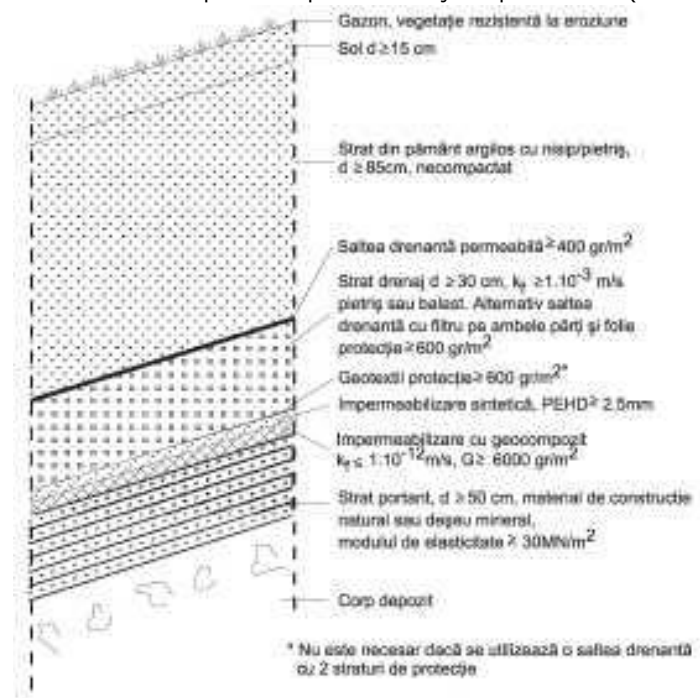 Gazon, vegetație rezistentă la eroziune
Sol d ≥ 15 cm
Strat din pământ argilos cu nisip/pietriș,
d ≥ 85cm, necompactat
Saltea drenantă permeabilă ≥ 400 gr/m²
Strat drenaj d ≥ 30 cm, kf ≥1.10⁻³ m/s
pietriș sau balast. Alternativ saltea
drenantă cu filtru pe ambele părți și folie
protecție ≥ 600 gr/m²
Geotextil protecție ≥ 600 gr/m²*
Impermeabilizare sintetică, PEHD ≥ 2,5mm
Impermeabilizare cu geocompozit
kf ≤ 1.10⁻¹²m/s, G ≥ 6000 gr/m²
Strat portant, d ≥ 50 cm, material de construcție
natural sau deșeu mineral,
modulul de elasticitate ≥ 30MN/m²
Corp depozit
* Nu este necesar dacă se utilizează o saltea drenantă
cu 2 straturi de protecție